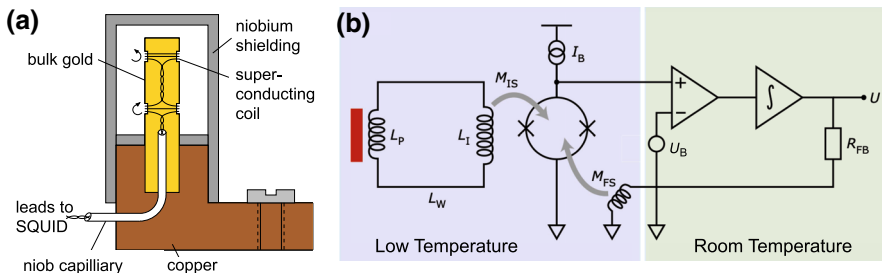 (a)
niobium
shielding
bulk gold
super-
conducting
coil
leads to
SQUID
niob capilliary
copper
(b)
I_B
M_IS
L_P
L_I
L_W
M_FS
+
−
∫
U
U_B
R_FB
Low Temperature
Room Temperature